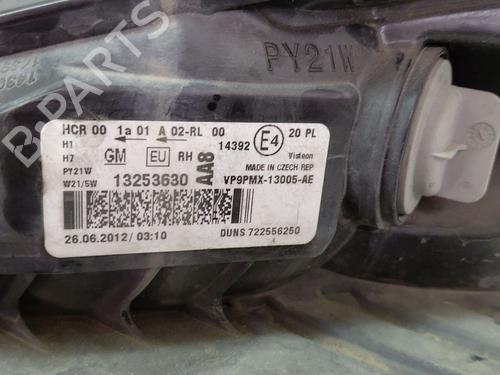 PY21W
HCR 00 1a 01 A 02-RL 00
H1
H7 GM EU RH
PY21W
W21/5W 13253630 AA8
14392 E4 20 PL
Visteon
MADE IN CZECH REP
VP9PMX-13005-AE
26.06.2012/ 03:10 DUNS 722556250